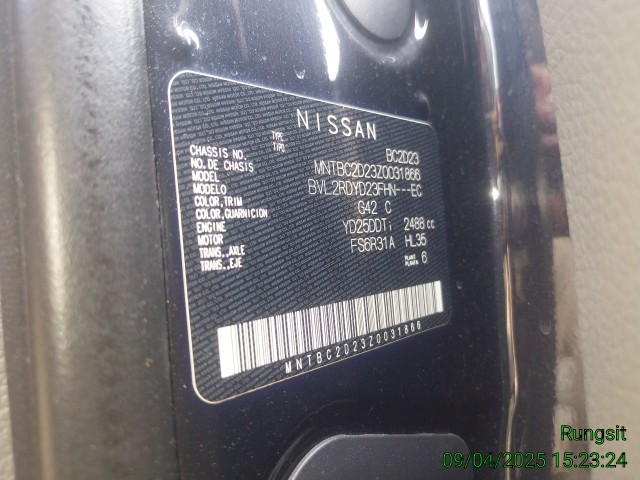 NISSAN
TYPE
TIPO BC2D23
CHASSIS NO.
NO.DE CHASIS MNTBC2D23Z0031866
MODEL
MODELO BVL2RDYD23FHN---EC
COLOR,TRIM
COLOR,GUARNICION G42 C
ENGINE
MOTOR YD25DDTi 2488 cc
TRANS.,AXLE
TRANS.,EJE FS6R31A HL35
PLANT
PLANTA 6
MNTBC2D23Z0031866
Rungsit
09/04/2025 15:23:24